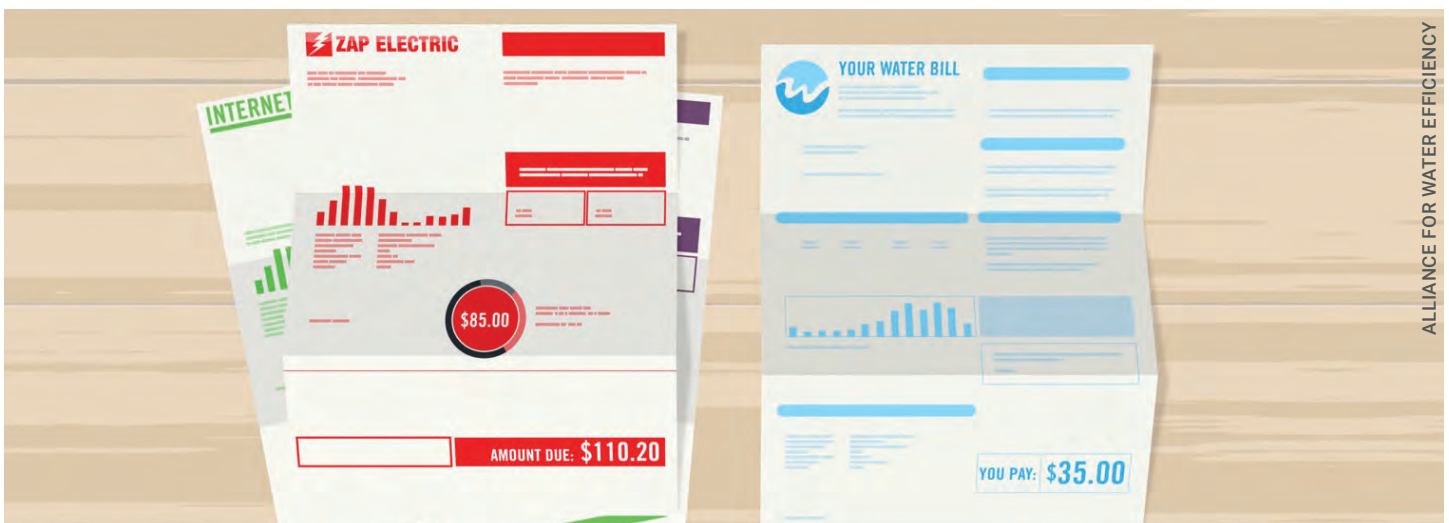 INTERNET
ZAP ELECTRIC
$85.00
AMOUNT DUE: $110.20
YOUR WATER BILL
YOU PAY: $35.00
ALLIANCE FOR WATER EFFICIENCY